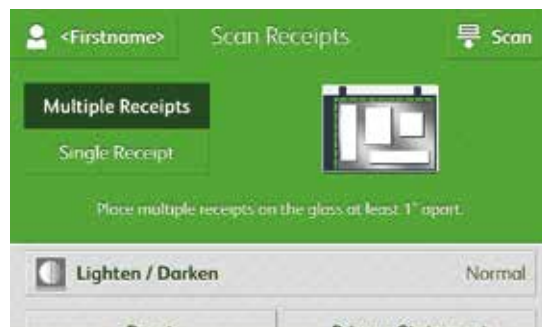 <Firstname> Scan Receipts Scan
Multiple Receipts
Single Receipt
Place multiple receipts on the glass at least 1" apart.
Lighten / Darken Normal